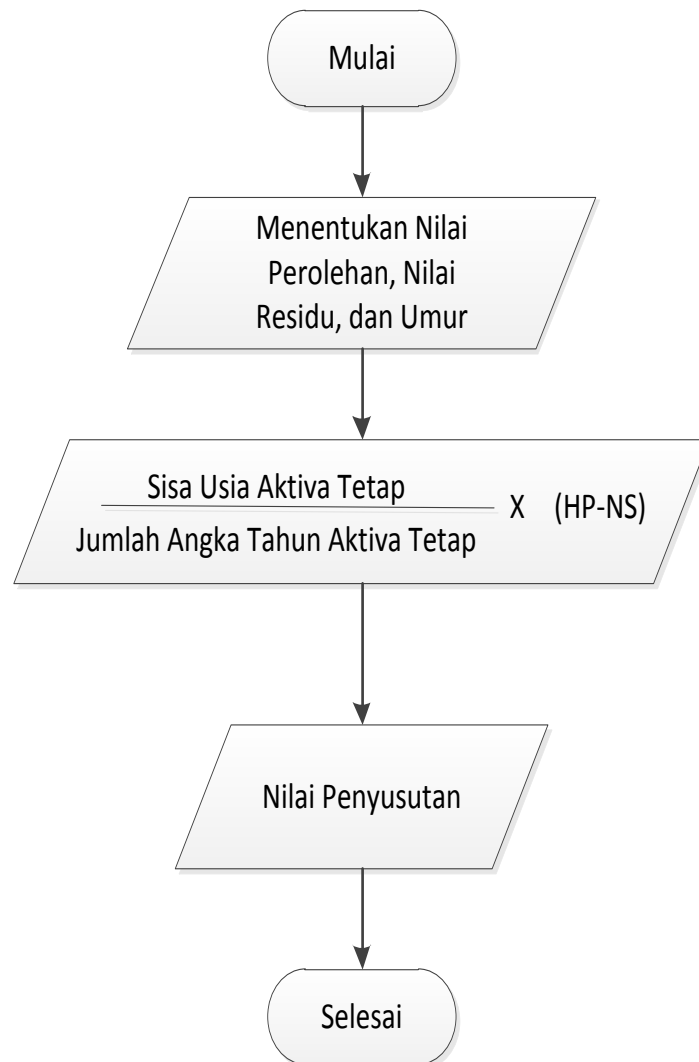 Mulai
Menentukan Nilai
Perolehan, Nilai
Residu, dan Umur
Sisa Usia Aktiva Tetap
X (HP-NS)
Jumlah Angka Tahun Aktiva Tetap
Nilai Penyusutan
Selesai